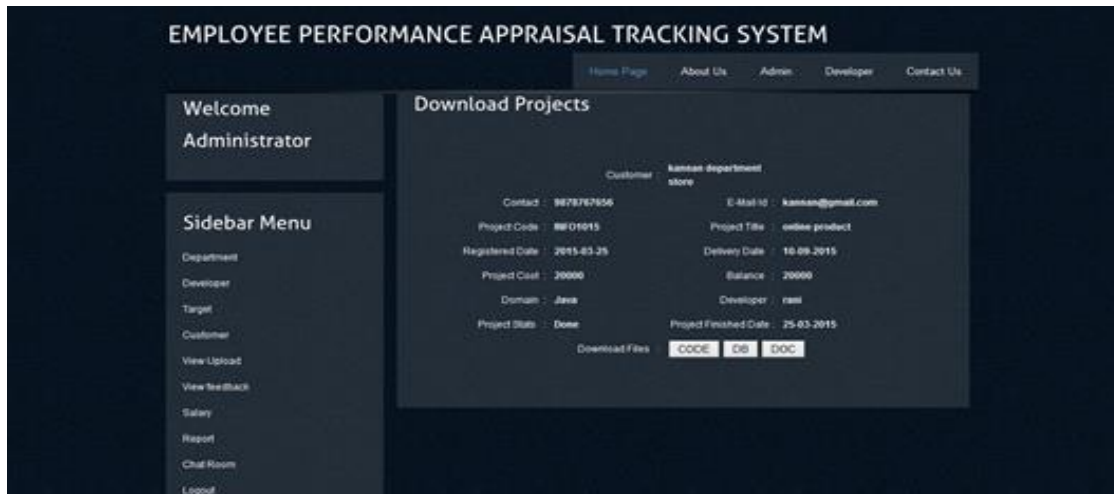 EMPLOYEE PERFORMANCE APPRAISAL TRACKING SYSTEM
Home Page About Us Admin Developer Contact Us
Welcome
Administrator
Sidebar Menu
Department
Developer
Target
Customer
View Upload
View feedback
Salary
Report
Chat Room
Logout
Download Projects
Customer : kannan department
store
Contact : 9878767656 E-Mail Id : kannan@gmail.com
Project Code : INFO1015 Project Title : online product
Registered Date : 2015-03-25 Delivery Date : 10-09-2015
Project Cost : 20000 Balance : 20000
Domain : Java Developer : rani
Project Stats : Done Project Finished Date : 25-03-2015
Download Files : CODE DB DOC